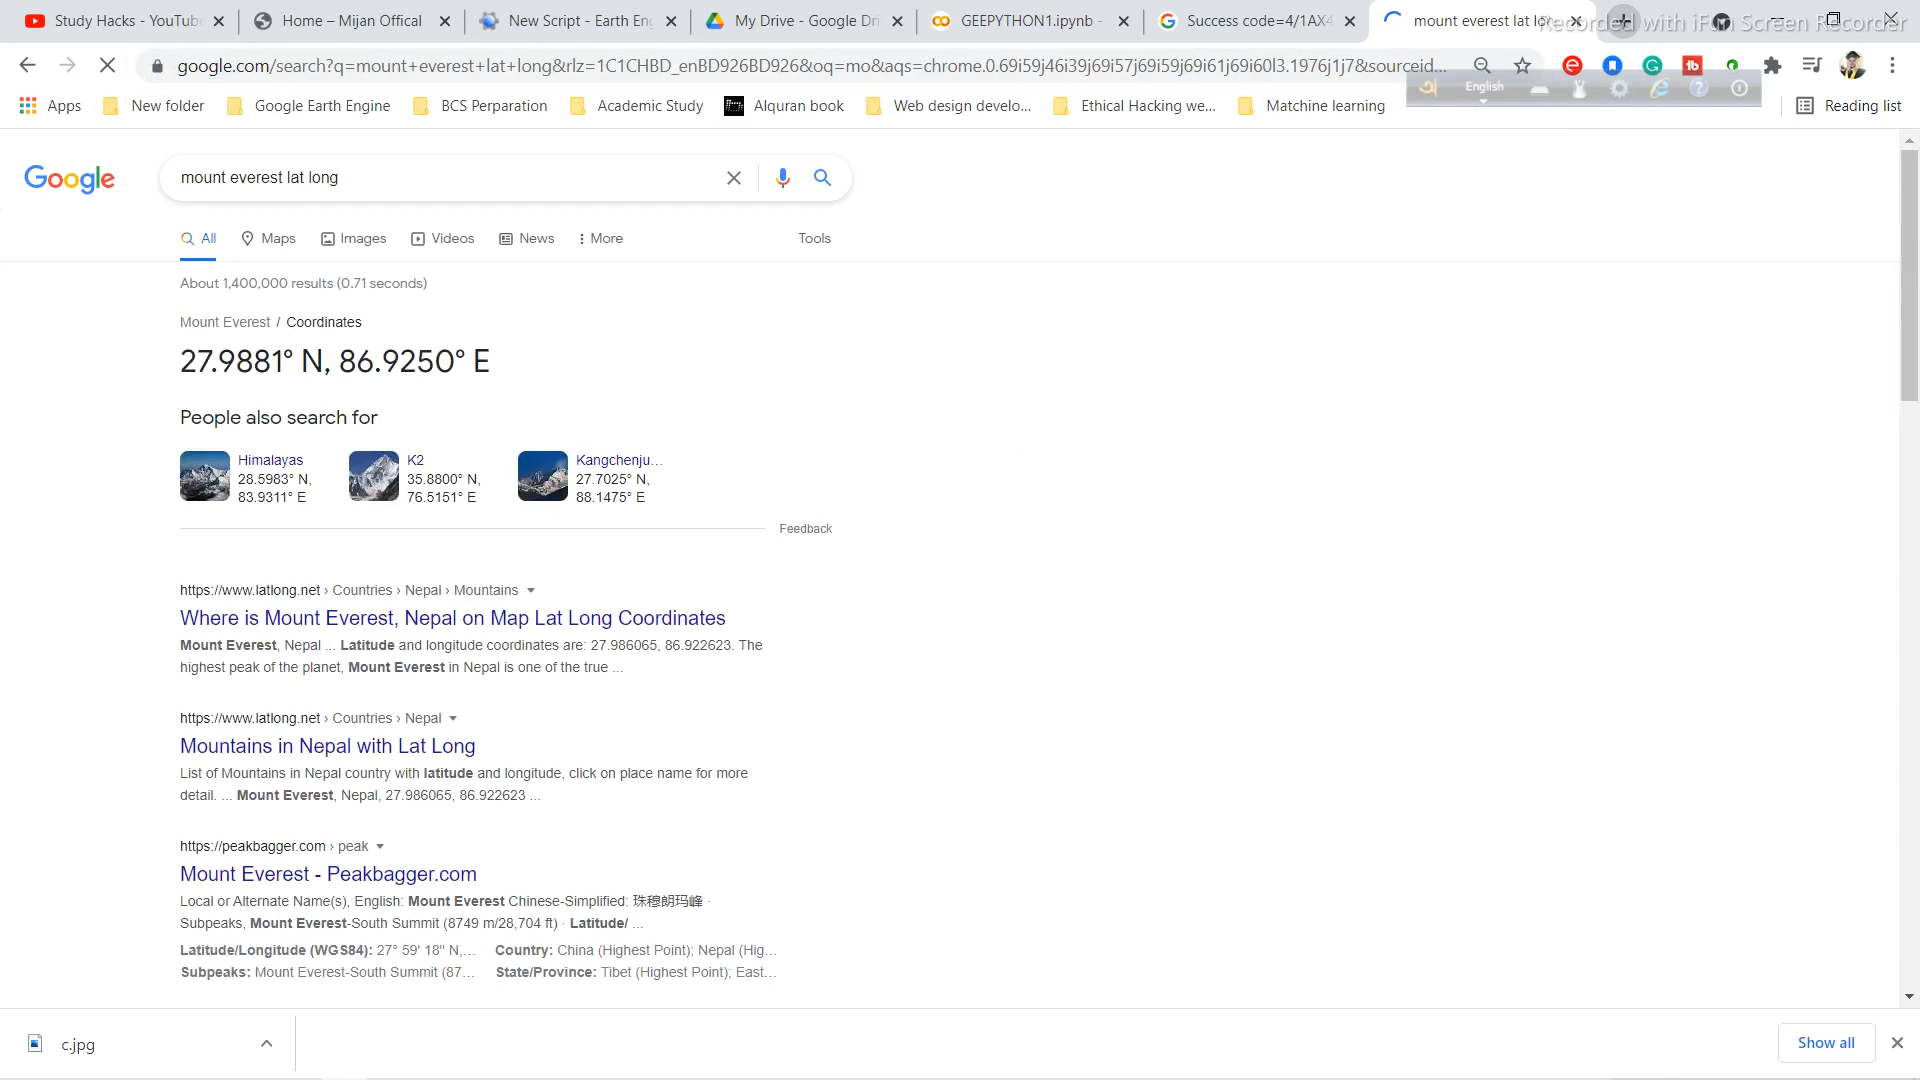 Study Hacks - YouTube
Home – Mijan Offical
New Script - Earth Eng
My Drive - Google Dri
GEEPYTHON1.ipynb -
Success code=4/1AX4
mount everest lat lo
Recorded with iFun Screen Recorder
google.com/search?q=mount+everest+lat+long&rlz=1C1CHBD_enBD926BD926&oq=mo&aqs=chrome.0.69i59j46i39j69i57j69i59j69i61j69i60l3.1976j1j7&sourceid...
English
Apps
New folder
Google Earth Engine
BCS Perparation
Academic Study
Alquran book
Web design develo...
Ethical Hacking we...
Matchine learning
Reading list
Google
mount everest lat long
All
Maps
Images
Videos
News
More
Tools
About 1,400,000 results (0.71 seconds)
Mount Everest / Coordinates
27.9881° N, 86.9250° E
People also search for
Himalayas
28.5983° N,
83.9311° E
K2
35.8800° N,
76.5151° E
Kangchenju...
27.7025° N,
88.1475° E
Feedback
https://www.latlong.net › Countries › Nepal › Mountains
Where is Mount Everest, Nepal on Map Lat Long Coordinates
Mount Everest, Nepal ... Latitude and longitude coordinates are: 27.986065, 86.922623. The
highest peak of the planet, Mount Everest in Nepal is one of the true ...
https://www.latlong.net › Countries › Nepal
Mountains in Nepal with Lat Long
List of Mountains in Nepal country with latitude and longitude, click on place name for more
detail. ... Mount Everest, Nepal, 27.986065, 86.922623 ...
https://peakbagger.com › peak
Mount Everest - Peakbagger.com
Local or Alternate Name(s), English: Mount Everest Chinese-Simplified: 珠穆朗玛峰 ·
Subpeaks, Mount Everest-South Summit (8749 m/28,704 ft) · Latitude/ ...
Latitude/Longitude (WGS84): 27° 59' 18" N,...
Country: China (Highest Point); Nepal (Hig...
Subpeaks: Mount Everest-South Summit (87...
State/Province: Tibet (Highest Point); East...
c.jpg
Show all